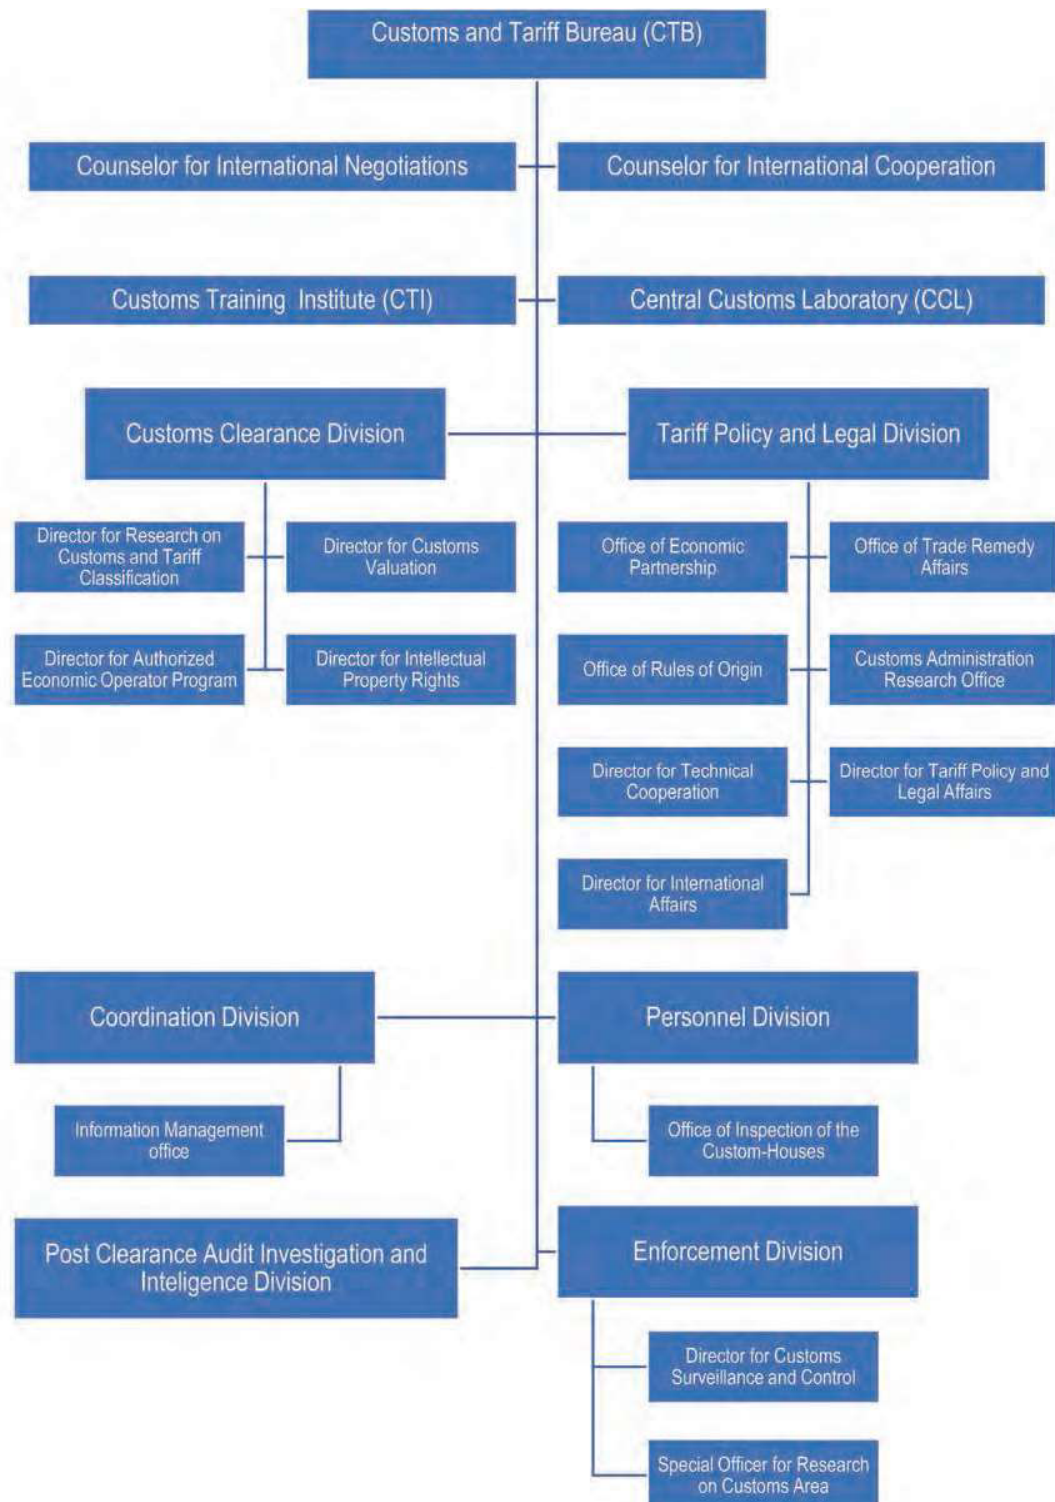 Customs and Tariff Bureau (CTB)
Counselor for International Negotiations
Counselor for International Cooperation
Customs Training Institute (CTI)
Central Customs Laboratory (CCL)
Customs Clearance Division
Tariff Policy and Legal Division
Director for Research on
Customs and Tariff
Classification
Director for Customs
Valuation
Office of Economic
Partnership
Office of Trade Remedy
Affairs
Director for Authorized
Economic Operator Program
Director for Intellectual
Property Rights
Office of Rules of Origin
Customs Administration
Research Office
Director for Technical
Cooperation
Director for Tariff Policy and
Legal Affairs
Director for International
Affairs
Coordination Division
Personnel Division
Information Management
office
Office of Inspection of the
Custom-Houses
Post Clearance Audit Investigation and
Inteligence Division
Enforcement Division
Director for Customs
Surveillance and Control
Special Officer for Research
on Customs Area